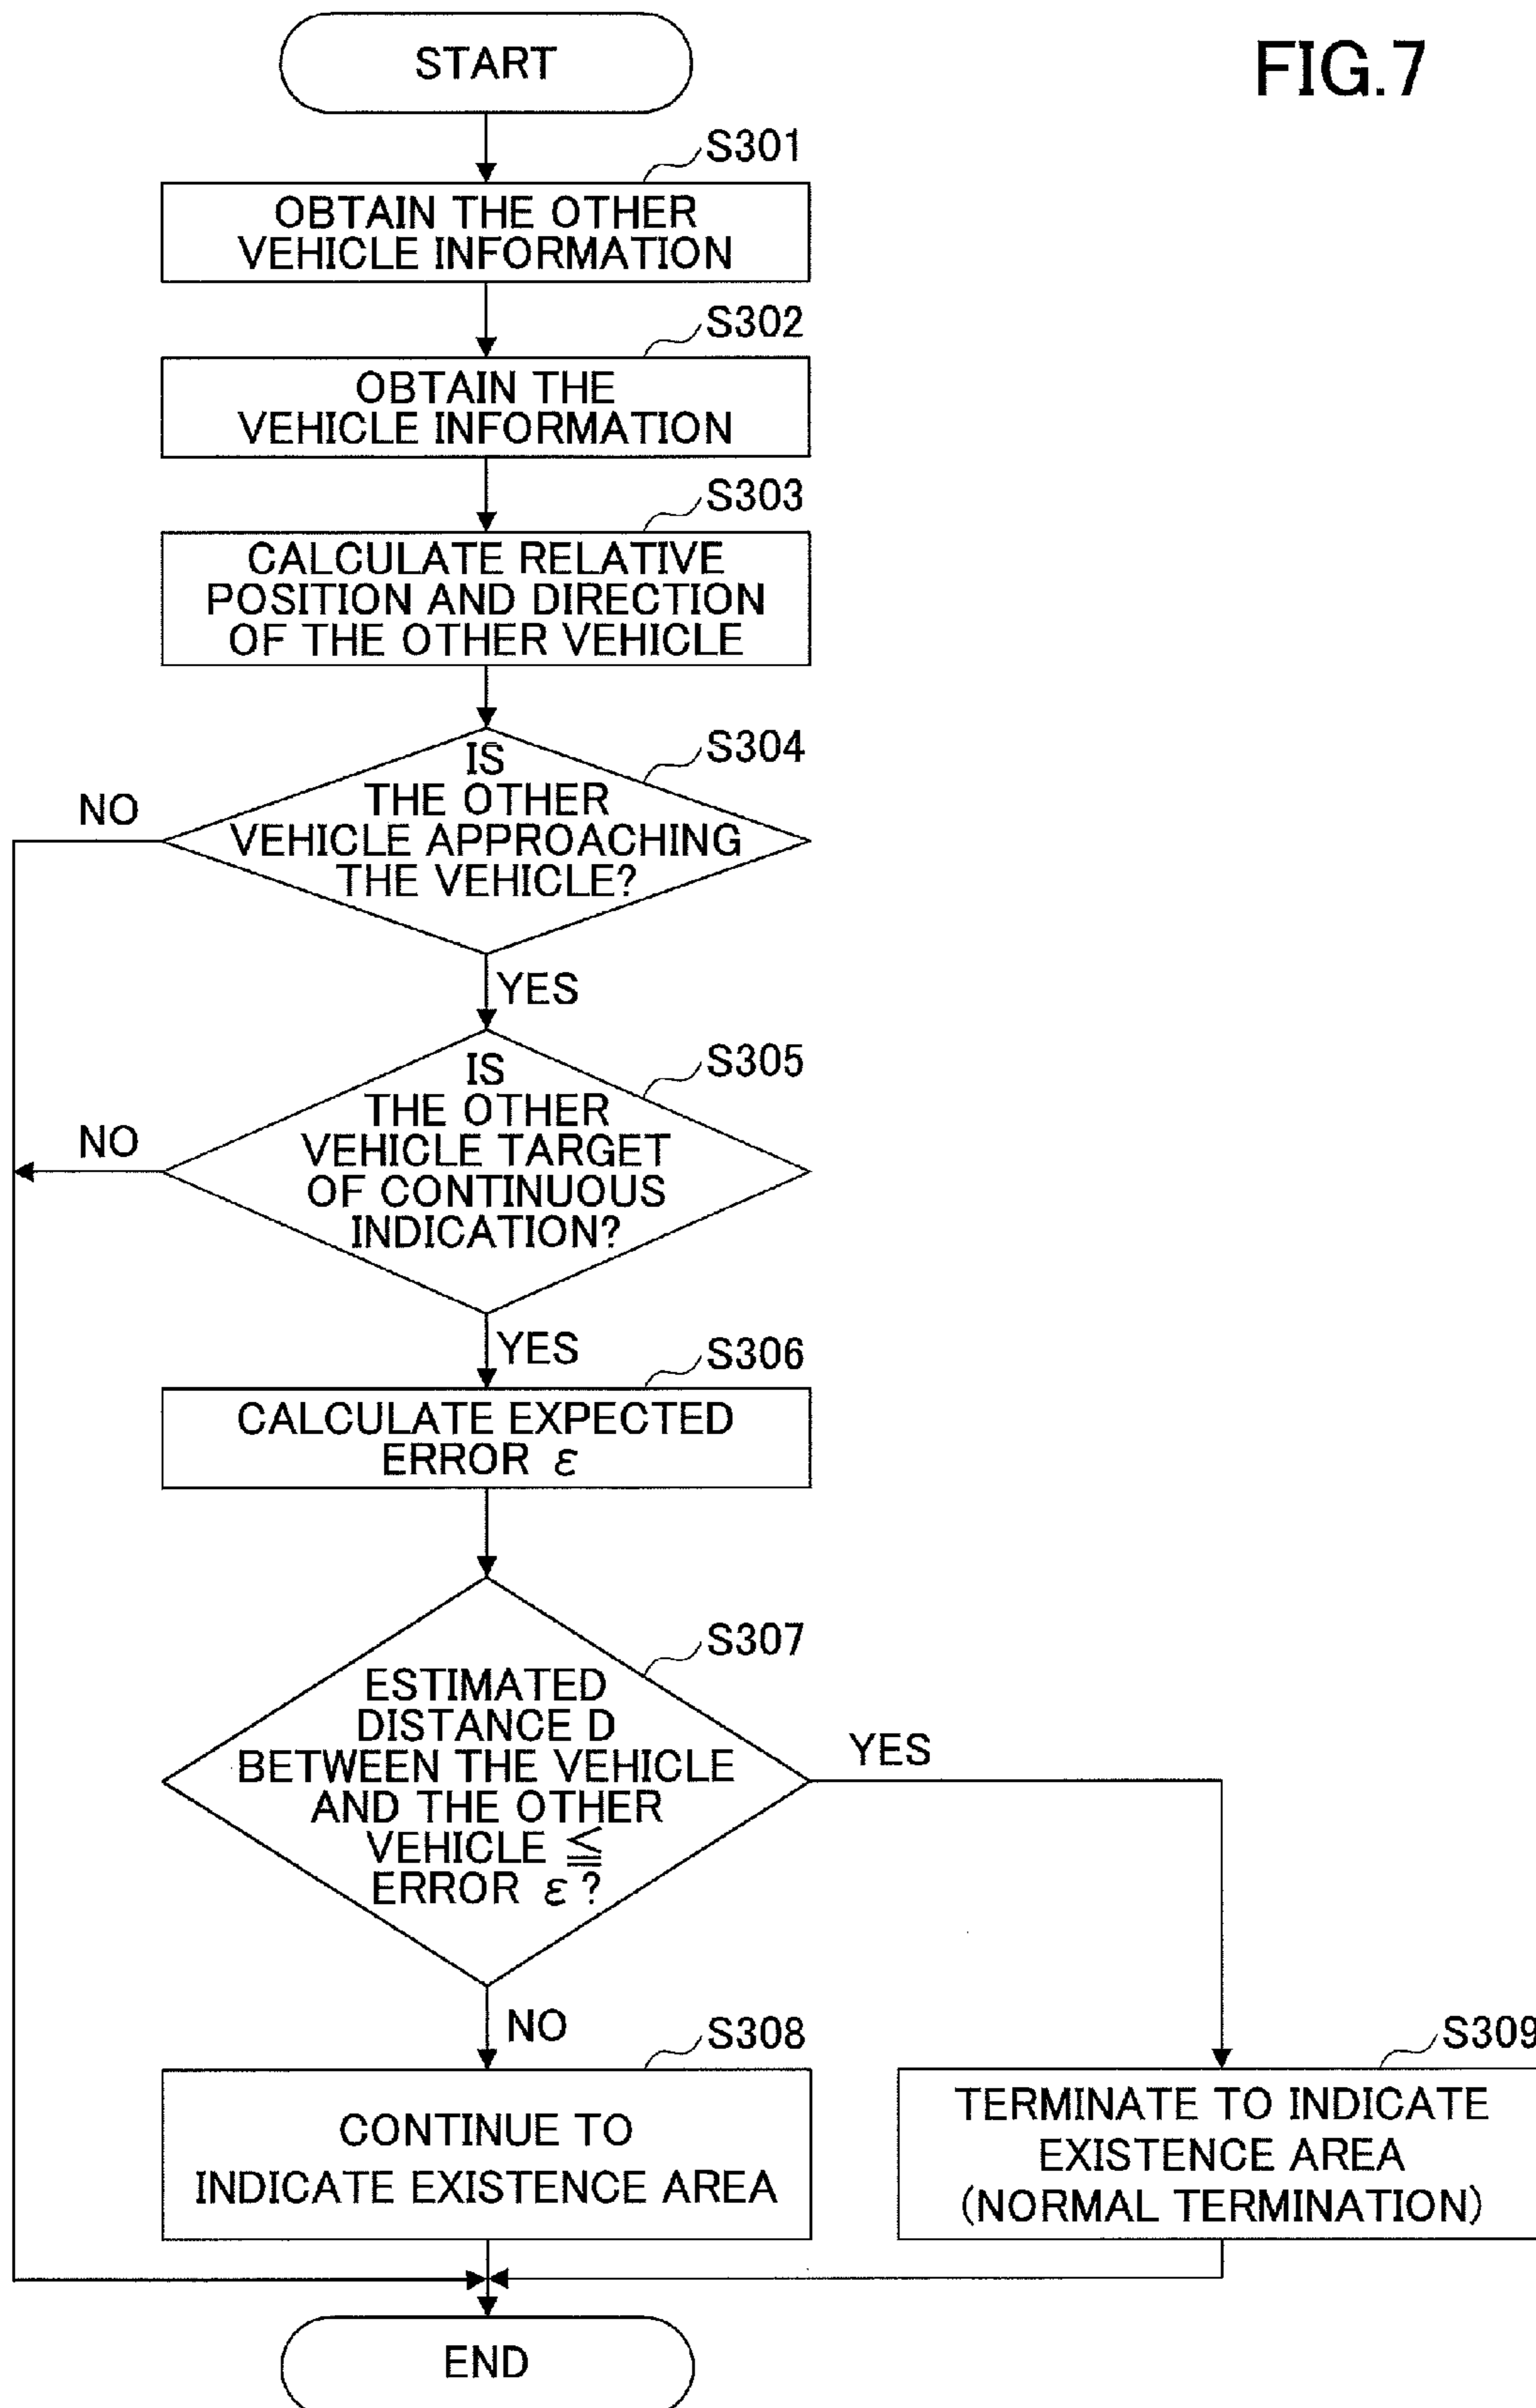 FIG.7
START
S301
OBTAIN THE OTHER
VEHICLE INFORMATION
S302
OBTAIN THE
VEHICLE INFORMATION
S303
CALCULATE RELATIVE
POSITION AND DIRECTION
OF THE OTHER VEHICLE
S304
IS
THE OTHER
VEHICLE APPROACHING
THE VEHICLE?
NO
YES
S305
IS
THE OTHER
VEHICLE TARGET
OF CONTINUOUS
INDICATION?
NO
YES
S306
CALCULATE EXPECTED
ERROR ε
S307
ESTIMATED
DISTANCE D
BETWEEN THE VEHICLE
AND THE OTHER
VEHICLE ≦
ERROR ε?
YES
NO
S308
CONTINUE TO
INDICATE EXISTENCE AREA
S309
TERMINATE TO INDICATE
EXISTENCE AREA
(NORMAL TERMINATION)
END